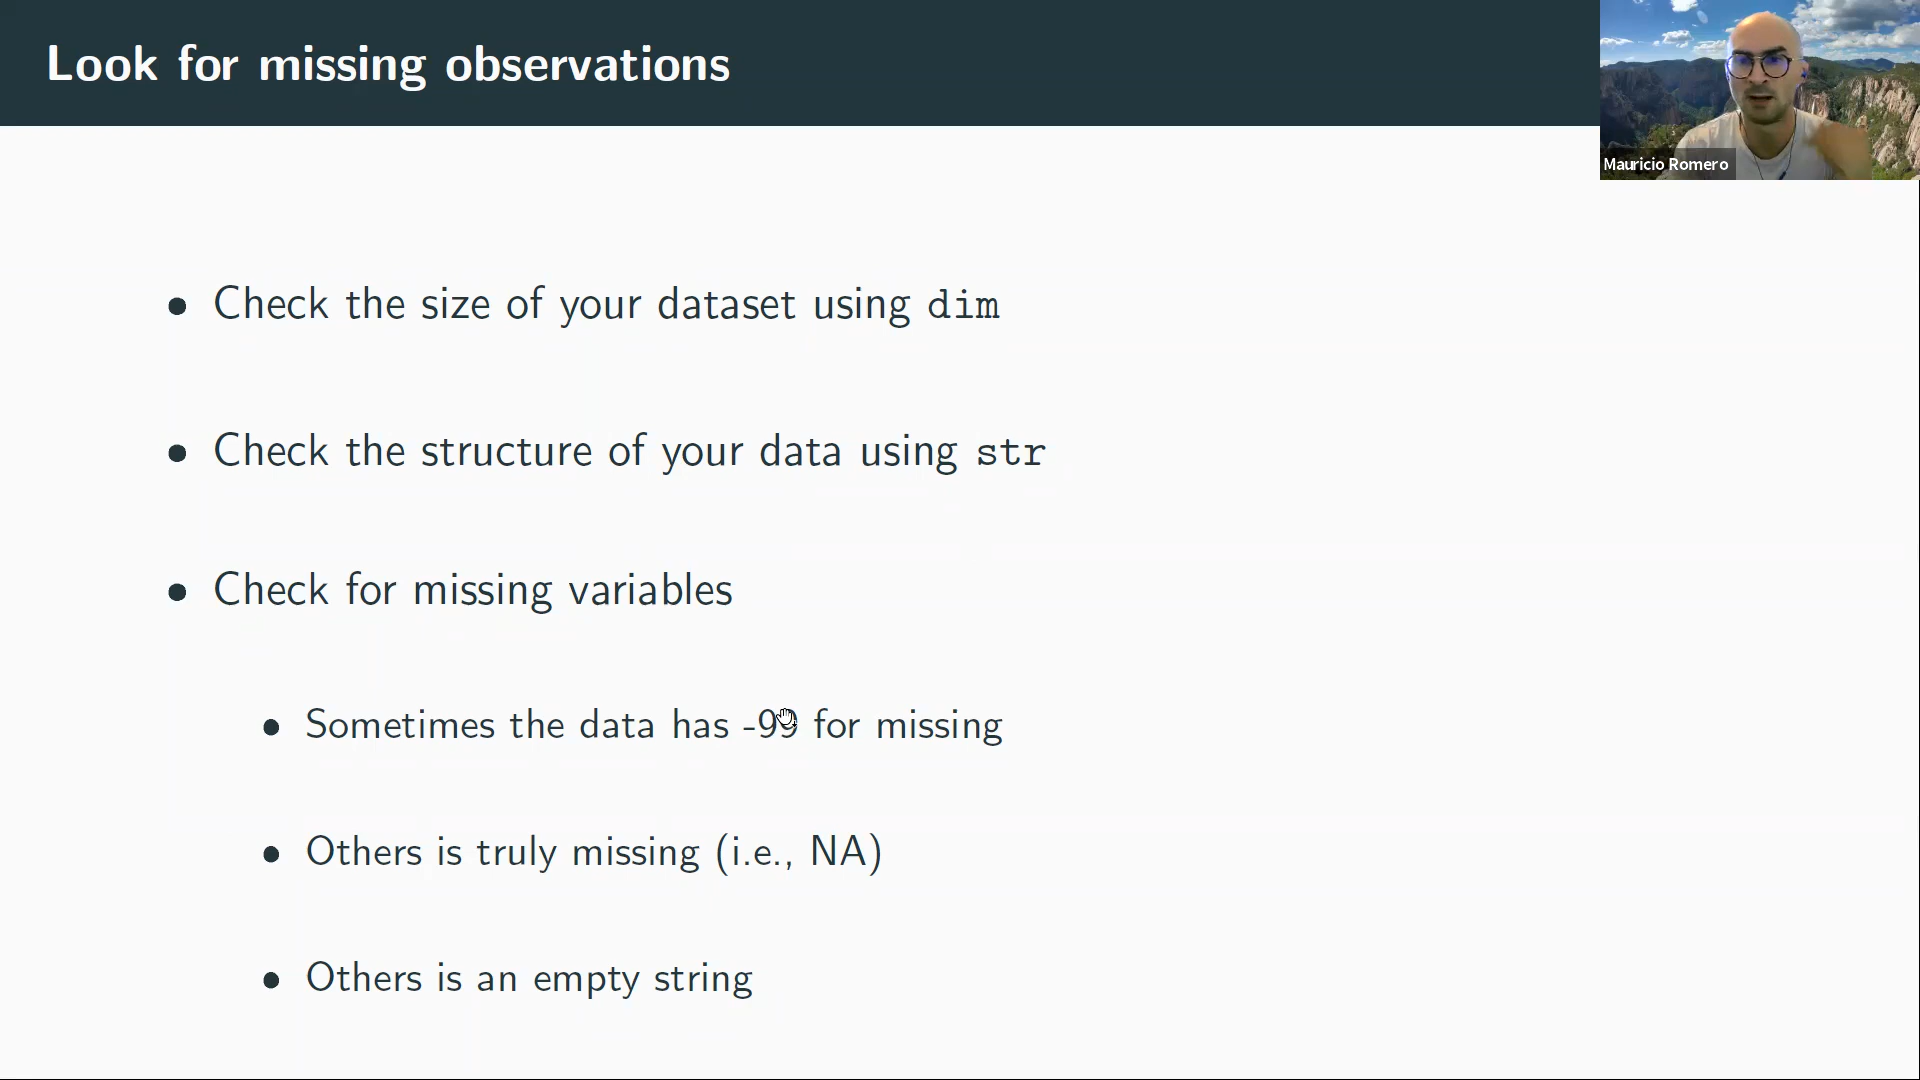 Look for missing observations
Mauricio Romero
• Check the size of your dataset using dim
• Check the structure of your data using str
• Check for missing variables
• Sometimes the data has -99 for missing
• Others is truly missing (i.e., NA)
• Others is an empty string